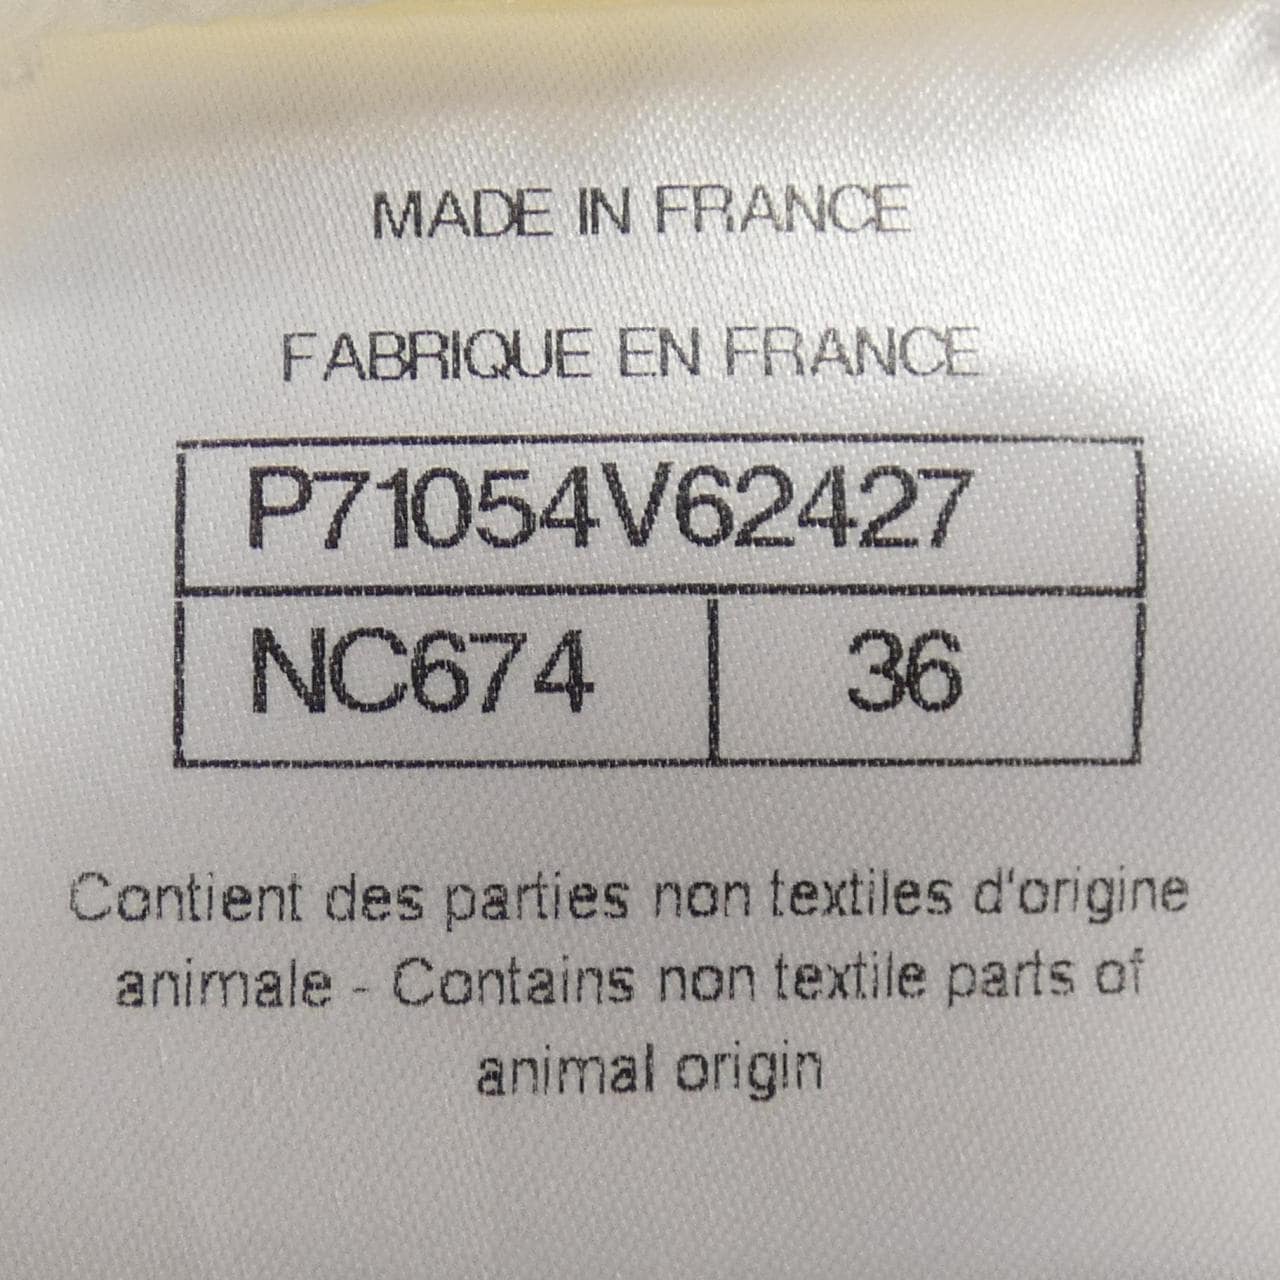 MADE IN FRANCE
FABRIQUE EN FRANCE
P71054V62427
NC674 36
Contient des parties non textiles d'origine
animale - Contains non textile parts of
animal origin